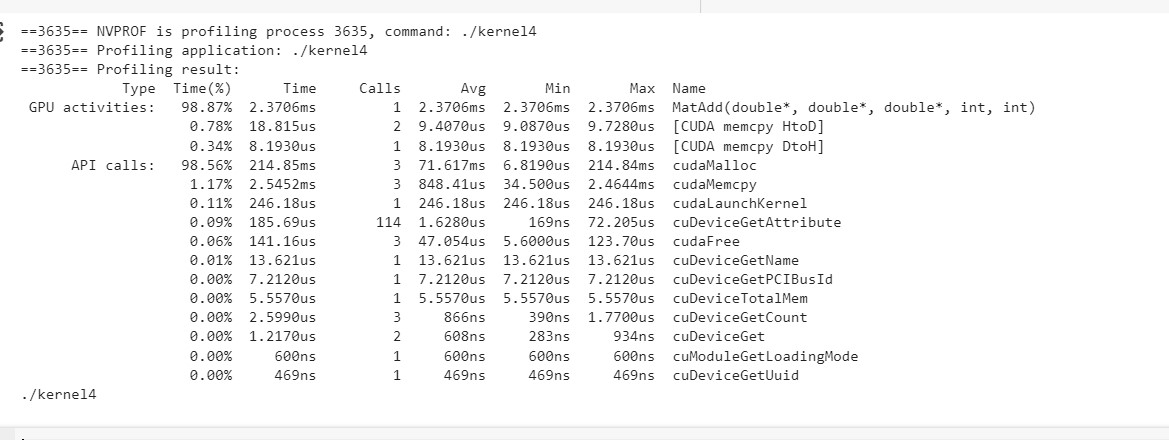 ==3635== NVPROF is profiling process 3635, command: ./kernel4
==3635== Profiling application: ./kernel4
==3635== Profiling result:
Type Time(%) Time Calls Avg Min Max Name
GPU activities: 98.87% 2.3706ms 1 2.3706ms 2.3706ms 2.3706ms MatAdd(double*, double*, double*, int, int)
0.78% 18.815us 2 9.4070us 9.0870us 9.7280us [CUDA memcpy HtoD]
0.34% 8.1930us 1 8.1930us 8.1930us 8.1930us [CUDA memcpy DtoH]
API calls: 98.56% 214.85ms 3 71.617ms 6.8190us 214.84ms cudaMalloc
1.17% 2.5452ms 3 848.41us 34.500us 2.4644ms cudaMemcpy
0.11% 246.18us 1 246.18us 246.18us 246.18us cudaLaunchKernel
0.09% 185.69us 114 1.6280us 169ns 72.205us cuDeviceGetAttribute
0.06% 141.16us 3 47.054us 5.6000us 123.70us cudaFree
0.01% 13.621us 1 13.621us 13.621us 13.621us cuDeviceGetName
0.00% 7.2120us 1 7.2120us 7.2120us 7.2120us cuDeviceGetPCIBusId
0.00% 5.5570us 1 5.5570us 5.5570us 5.5570us cuDeviceTotalMem
0.00% 2.5990us 3 866ns 390ns 1.7700us cuDeviceGetCount
0.00% 1.2170us 2 608ns 283ns 934ns cuDeviceGet
0.00% 600ns 1 600ns 600ns 600ns cuModuleGetLoadingMode
0.00% 469ns 1 469ns 469ns 469ns cuDeviceGetUuid
./kernel4